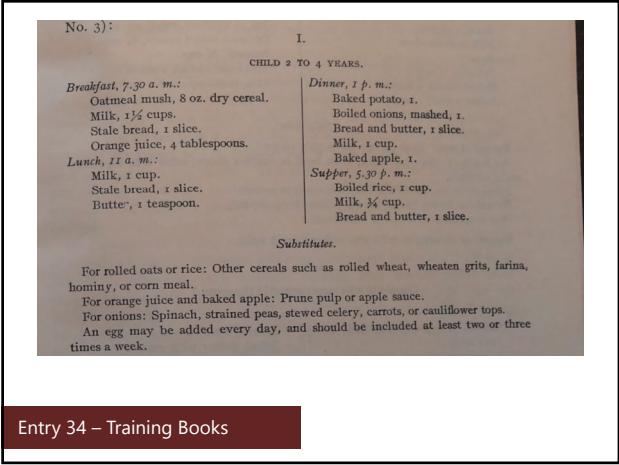 No. 3):
I.
CHILD 2 TO 4 YEARS.
Breakfast, 7.30 a. m.:
Oatmeal mush, 8 oz. dry cereal.
Milk, 1½ cups.
Stale bread, 1 slice.
Orange juice, 4 tablespoons.
Lunch, 11 a. m.:
Milk, 1 cup.
Stale bread, 1 slice.
Butter, 1 teaspoon.
Dinner, 1 p. m.:
Baked potato, 1.
Boiled onions, mashed, 1.
Bread and butter, 1 slice.
Milk, 1 cup.
Baked apple, 1.
Supper, 5.30 p. m.:
Boiled rice, 1 cup.
Milk, ¾ cup.
Bread and butter, 1 slice.
Substitutes.
For rolled oats or rice: Other cereals such as rolled wheat, wheaten grits, farina,
hominy, or corn meal.
For orange juice and baked apple: Prune pulp or apple sauce.
For onions: Spinach, strained peas, stewed celery, carrots, or cauliflower tops.
An egg may be added every day, and should be included at least two or three
times a week.
Entry 34 – Training Books